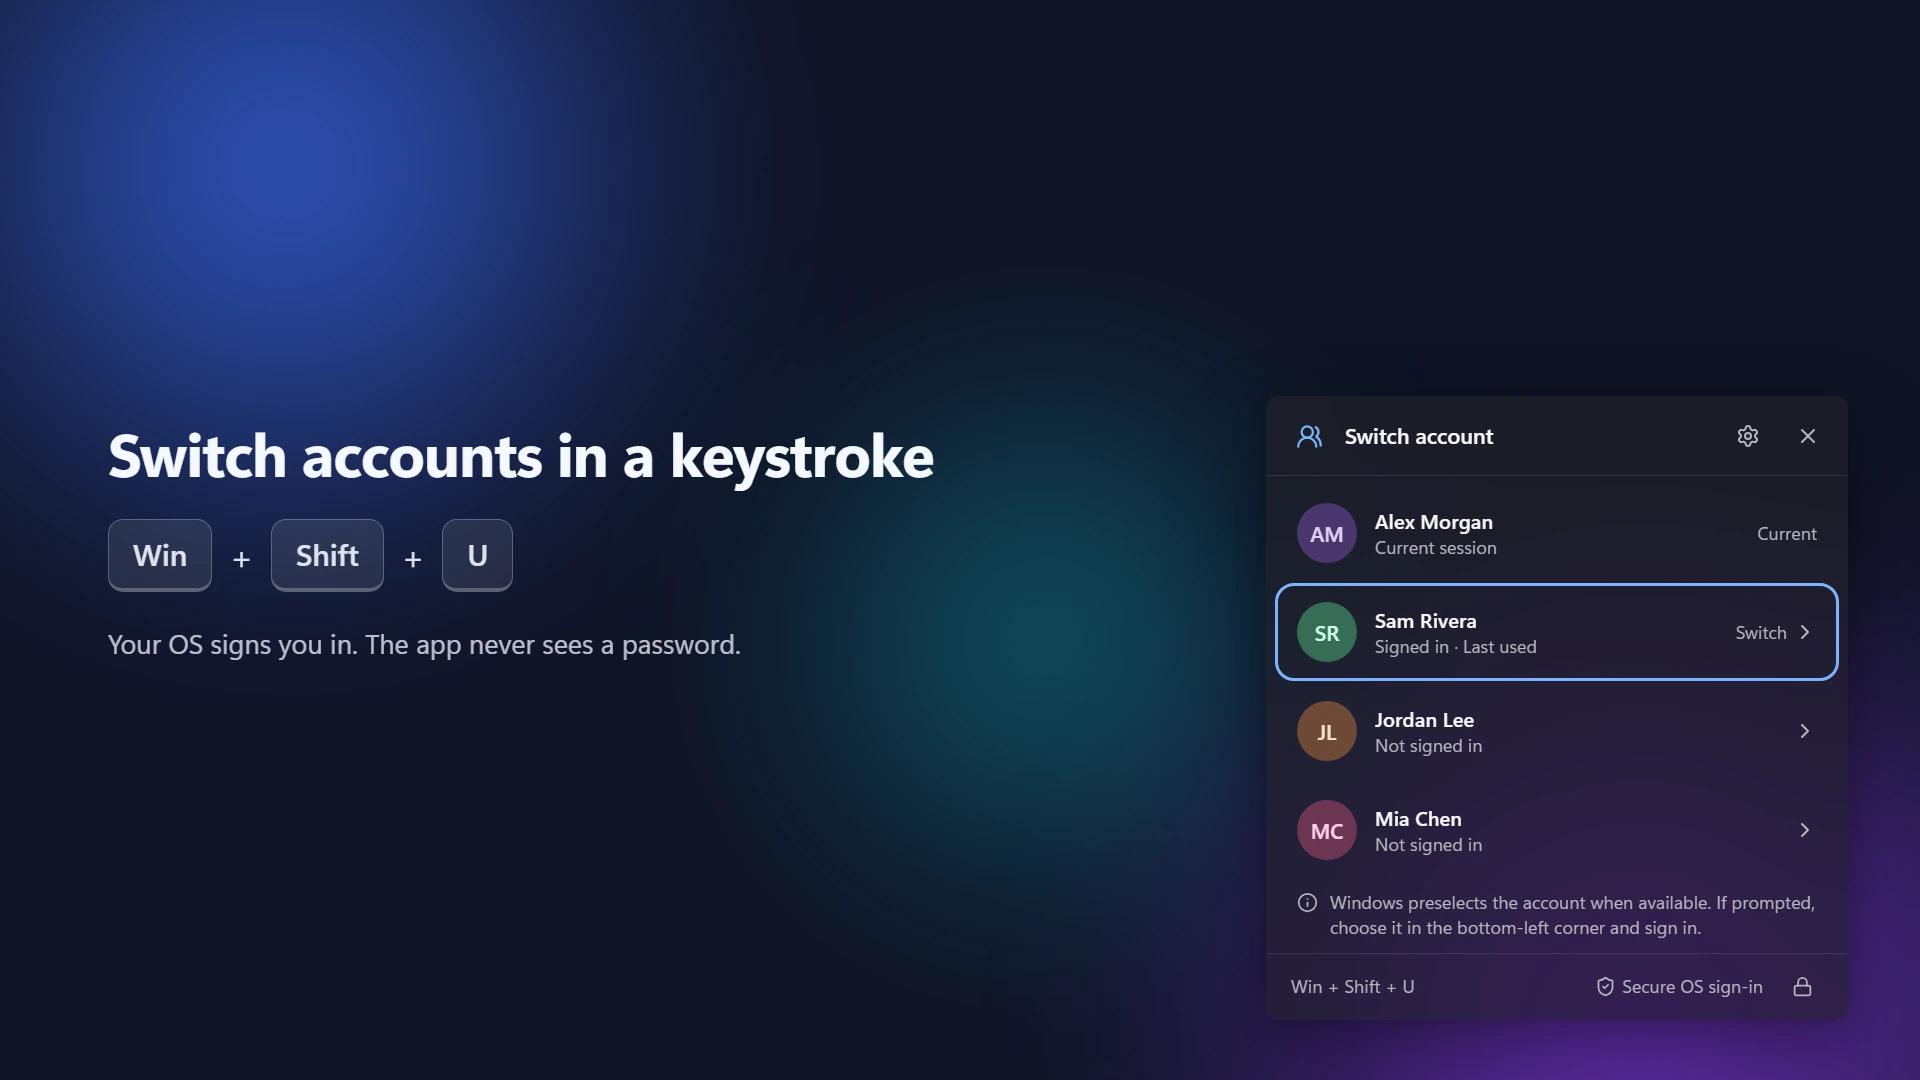 Switch accounts in a keystroke
Win + Shift + U
Your OS signs you in. The app never sees a password.
Switch account
AM
Alex Morgan
Current session
Current
SR
Sam Rivera
Signed in · Last used
Switch
JL
Jordan Lee
Not signed in
MC
Mia Chen
Not signed in
Windows preselects the account when available. If prompted,
choose it in the bottom-left corner and sign in.
Win + Shift + U
Secure OS sign-in